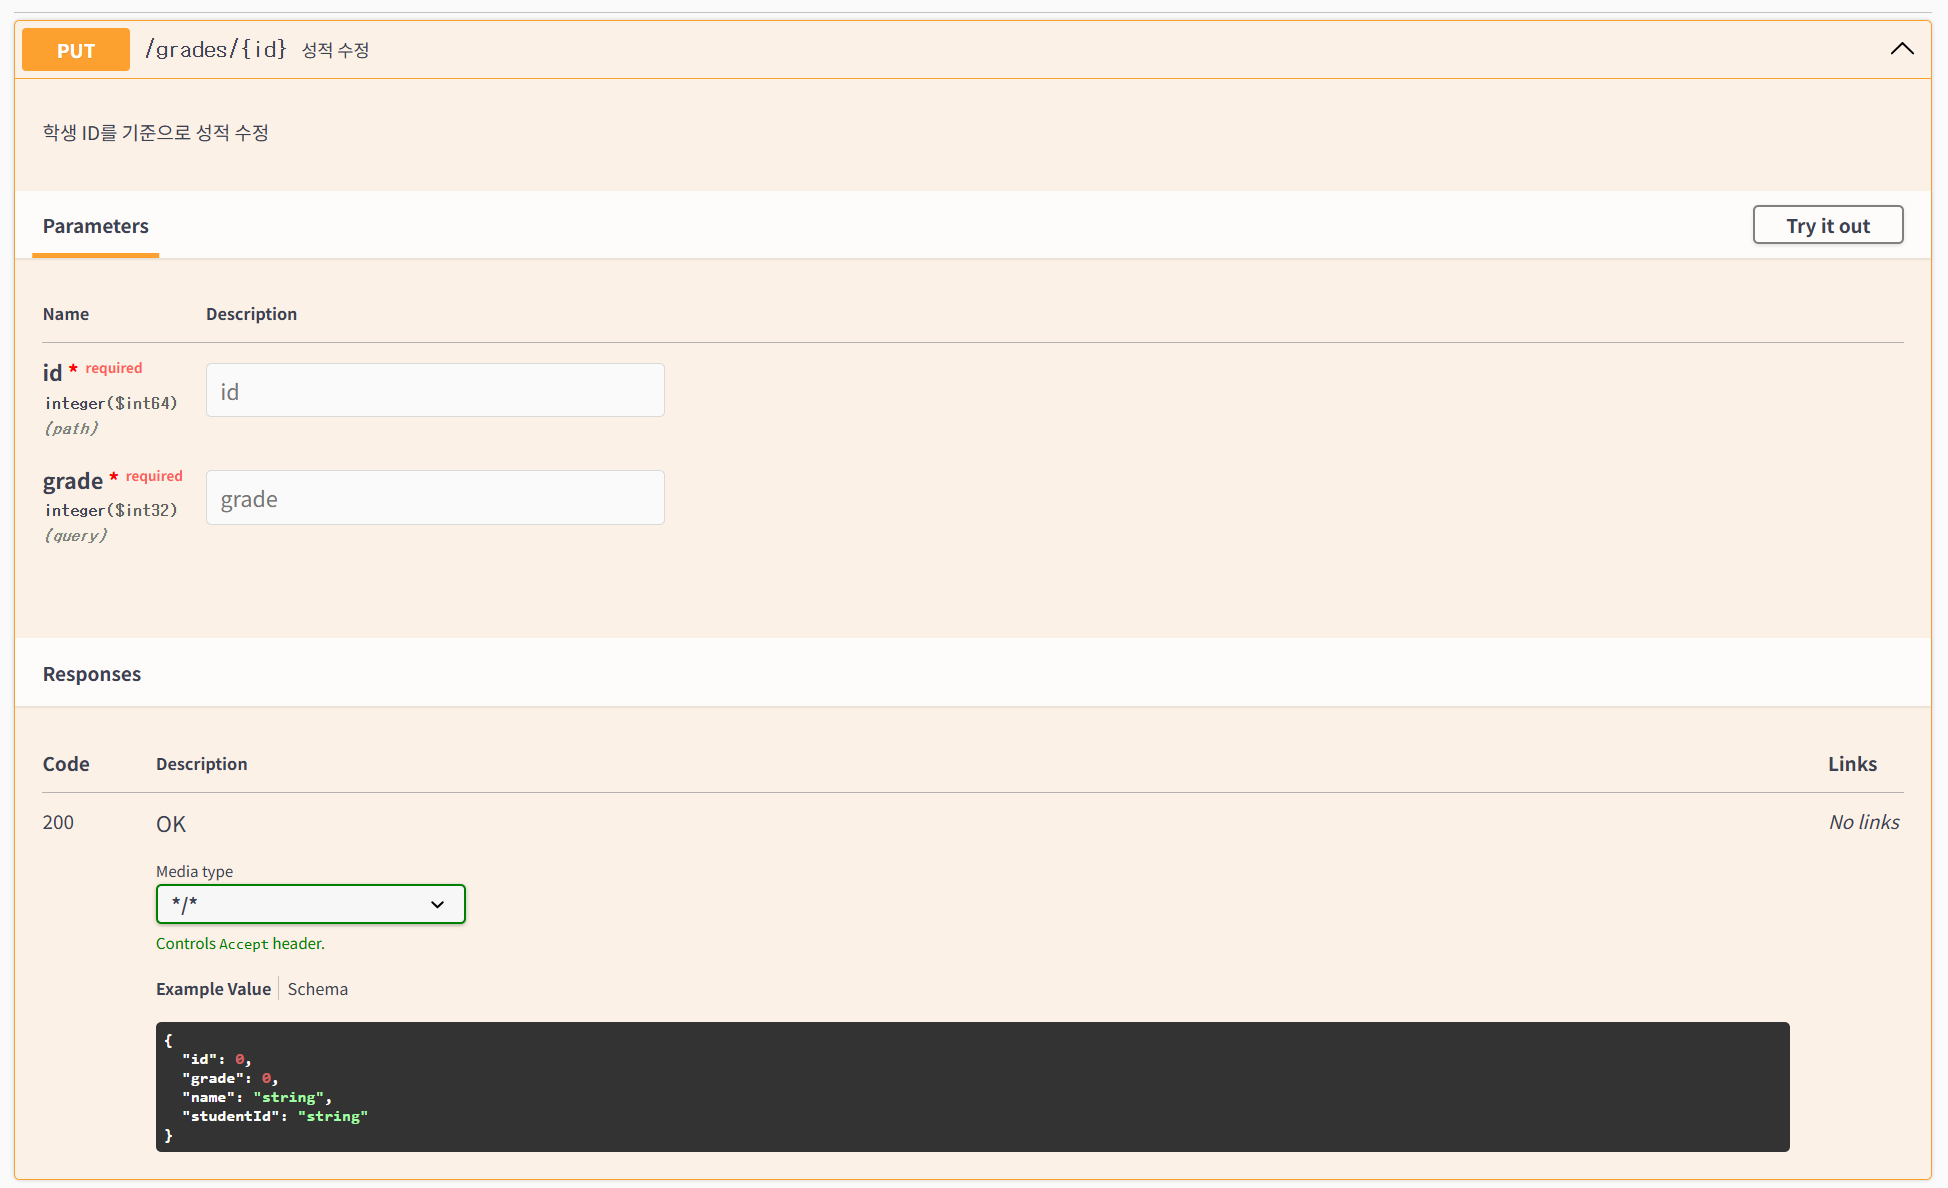 PUT /grades/{id} 성적 수정
학생 ID를 기준으로 성적 수정
Parameters
Try it out
Name Description
id * required
integer($int64)
(path)
id
grade * required
integer($int32)
(query)
grade
Responses
Code Description Links
200 OK No links
Media type
*/*
Controls Accept header.
Example Value Schema
{
  "id": 0,
  "grade": 0,
  "name": "string",
  "studentId": "string"
}